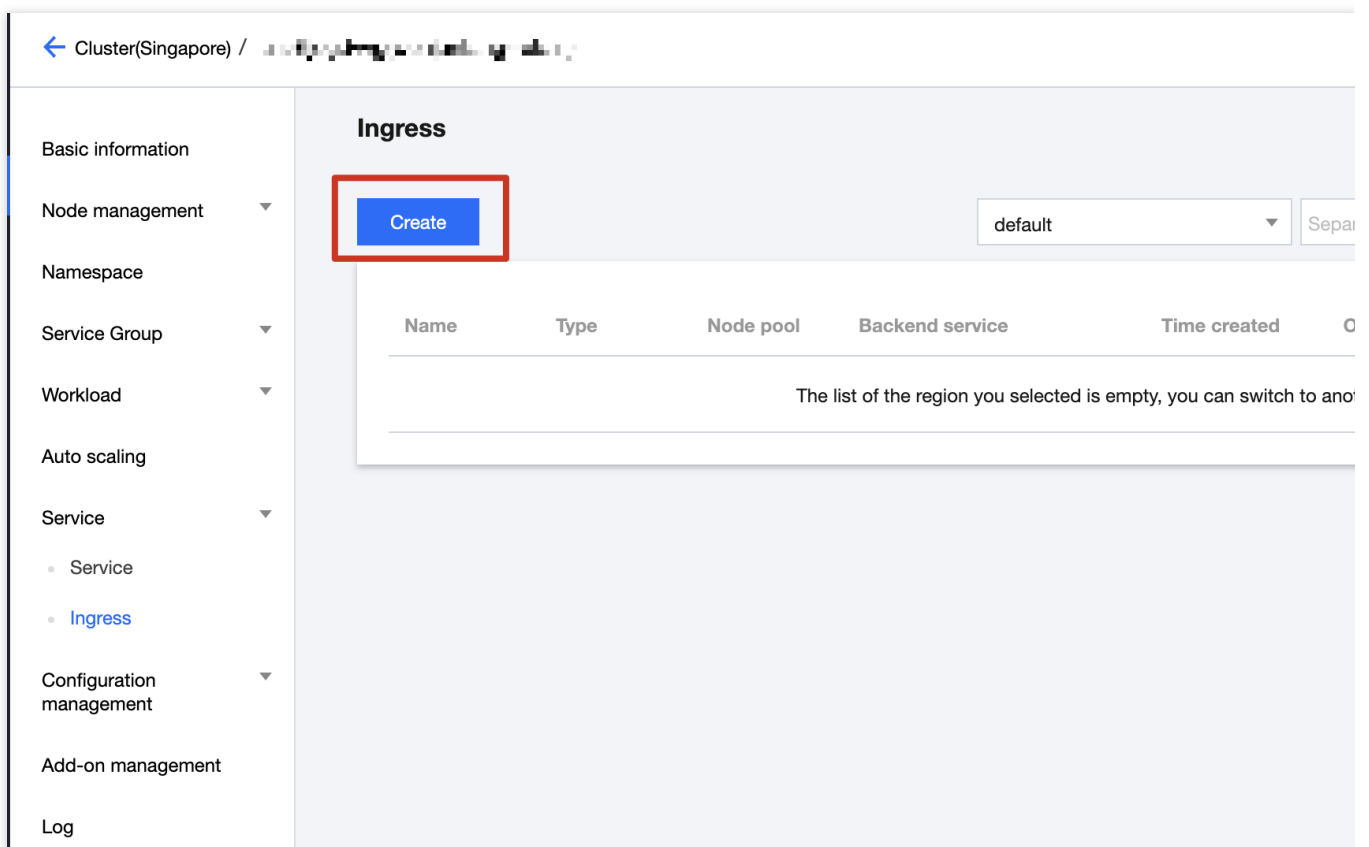 Cluster(Singapore) /
Basic information
Node management
Namespace
Service Group
Workload
Auto scaling
Service
Service
Ingress
Configuration
management
Add-on management
Log
Ingress
Create
default
Name Type Node pool Backend service Time created
The list of the region you selected is empty, you can switch to